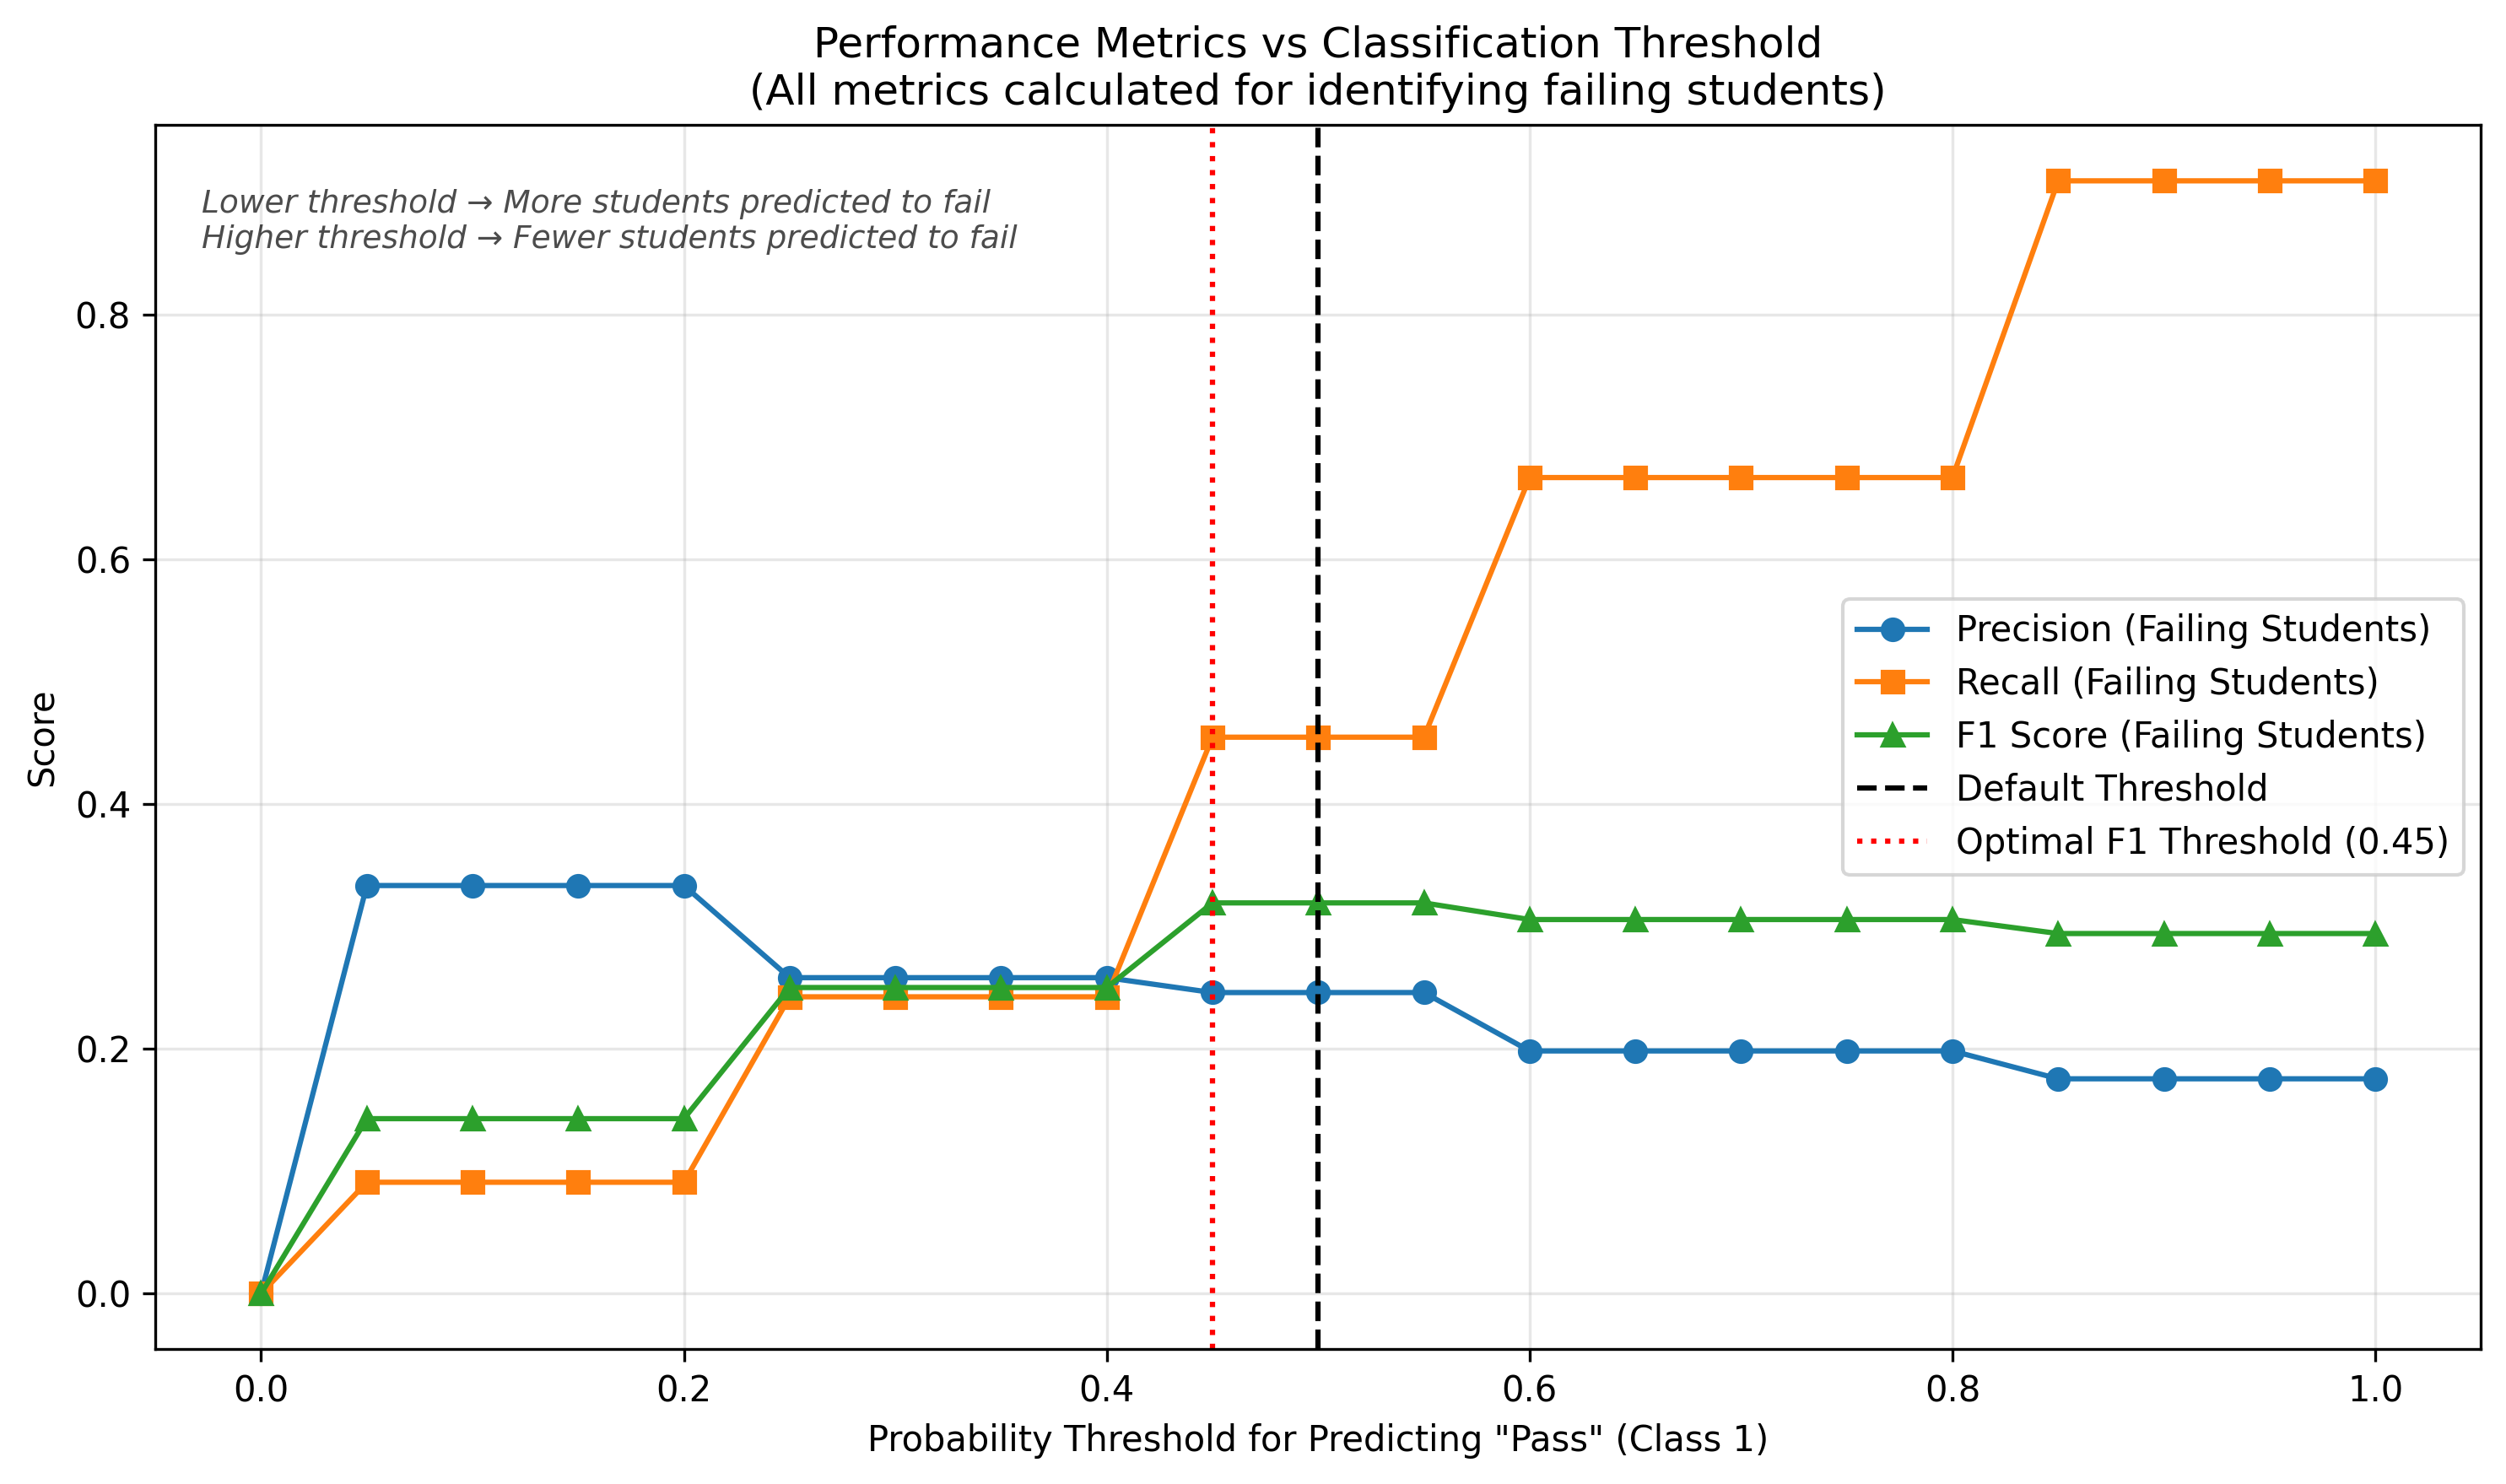 Performance Metrics vs Classification Threshold
(All metrics calculated for identifying failing students)
Lower threshold → More students predicted to fail
Higher threshold → Fewer students predicted to fail
0.8
0.6
0.4
0.2
0.0
Score
Precision (Failing Students)
Recall (Failing Students)
F1 Score (Failing Students)
Default Threshold
Optimal F1 Threshold (0.45)
0.0 0.2 0.4 0.6 0.8 1.0
Probability Threshold for Predicting "Pass" (Class 1)